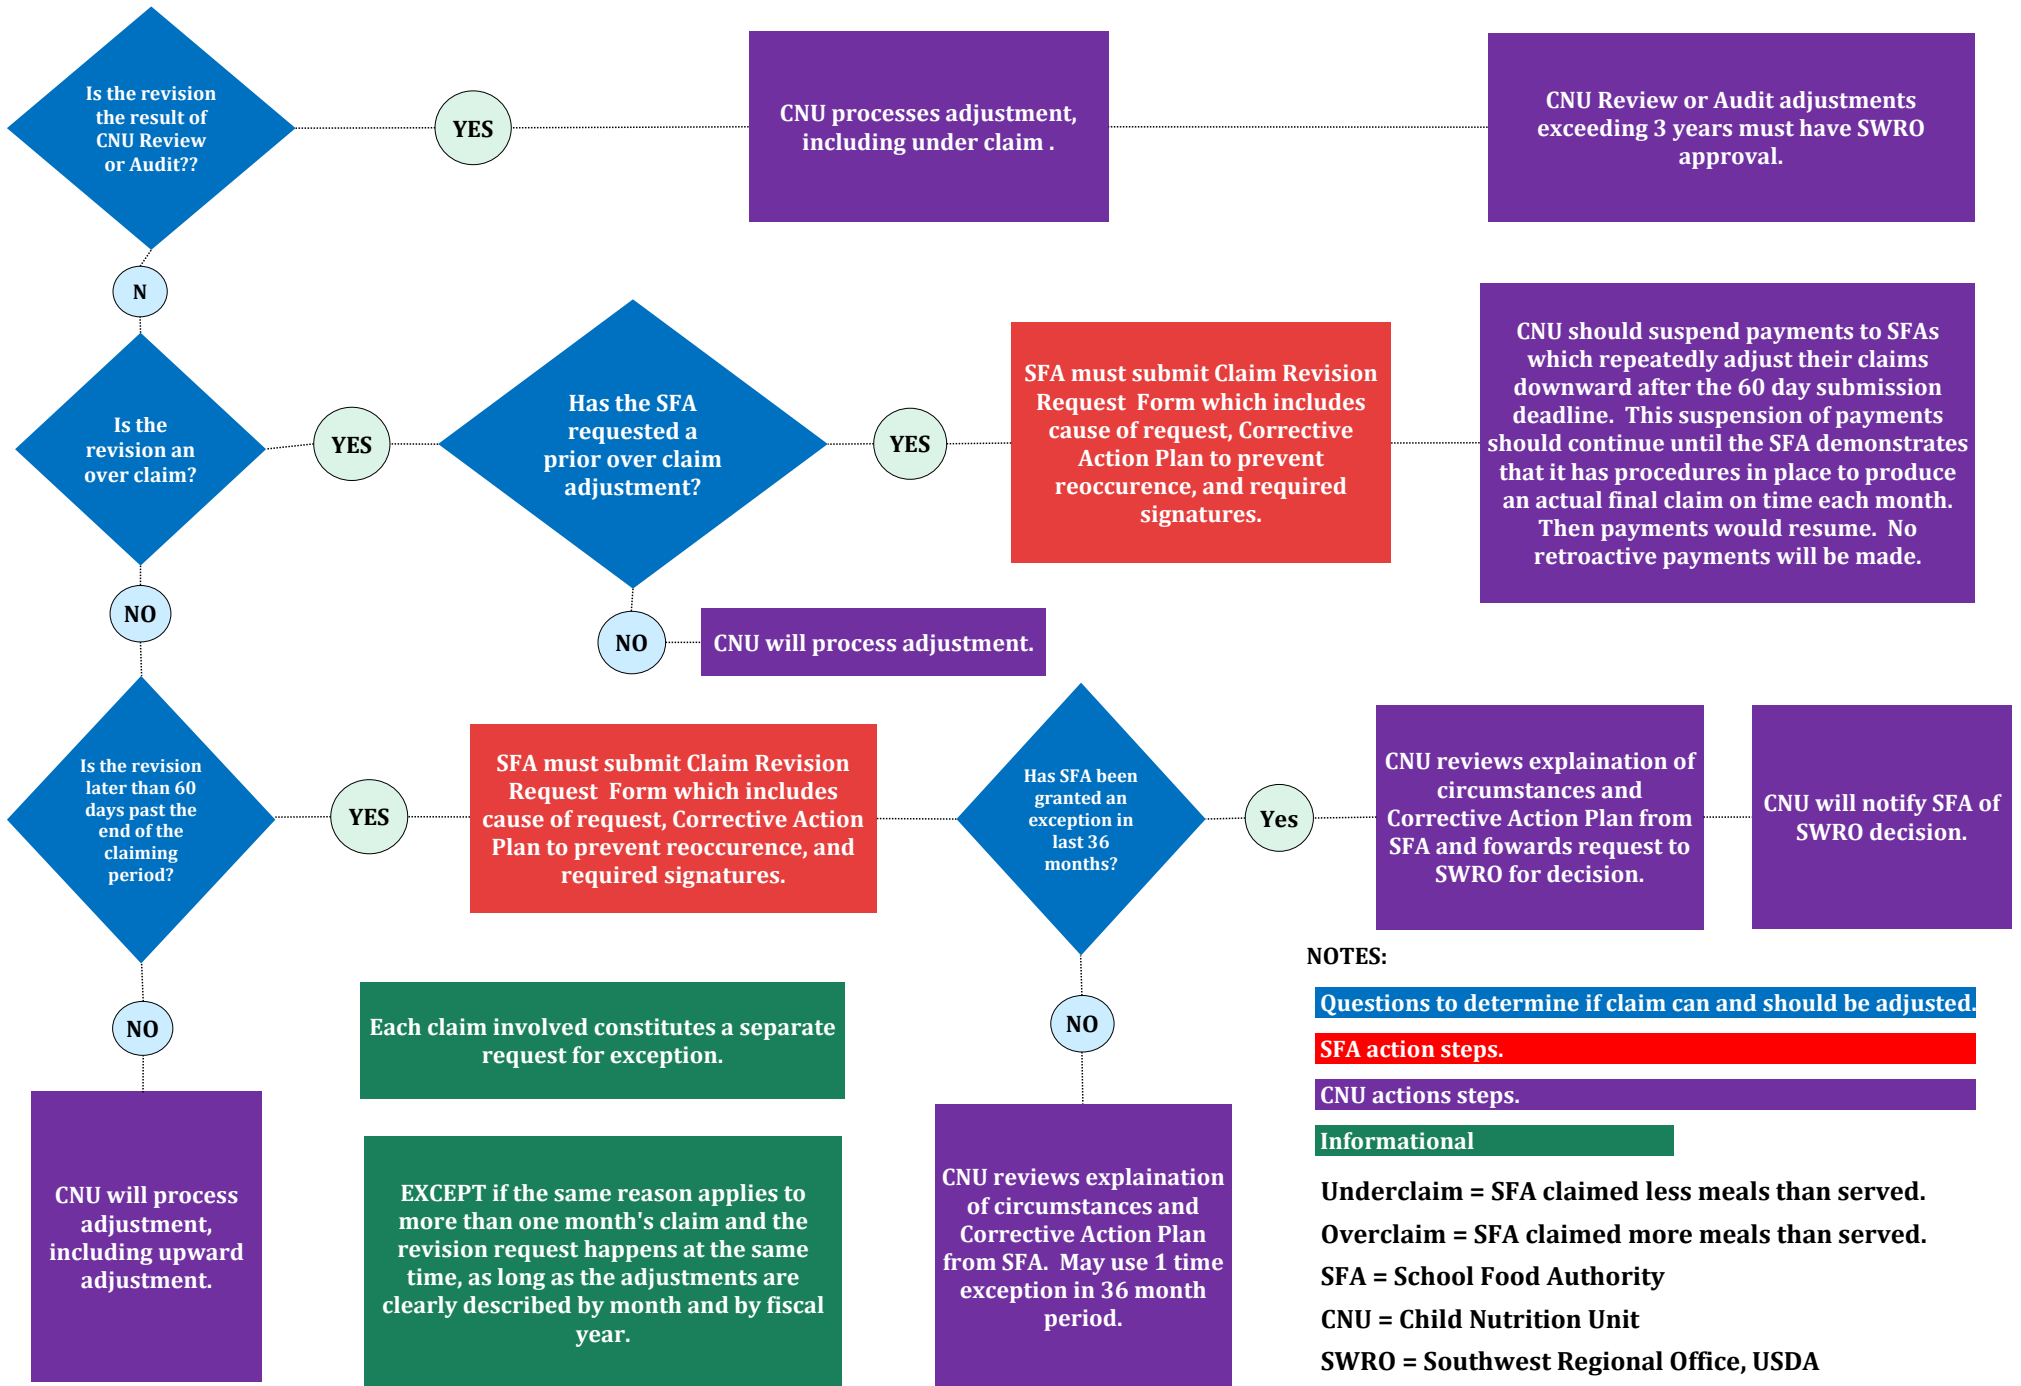 Is the revision
the result of
CNU Review
or Audit??
YES
CNU processes adjustment,
including under claim .
CNU Review or Audit adjustments
exceeding 3 years must have SWRO
approval.
N
Is the
revision an
over claim?
YES
Has the SFA
requested a
prior over claim
adjustment?
YES
SFA must submit Claim Revision
Request Form which includes
cause of request, Corrective
Action Plan to prevent
reoccurence, and required
signatures.
CNU should suspend payments to SFAs
which repeatedly adjust their claims
downward after the 60 day submission
deadline. This suspension of payments
should continue until the SFA demonstrates
that it has procedures in place to produce
an actual final claim on time each month.
Then payments would resume. No
retroactive payments will be made.
NO
NO
CNU will process adjustment.
Is the revision
later than 60
days past the
end of the
claiming
period?
YES
SFA must submit Claim Revision
Request Form which includes
cause of request, Corrective Action
Plan to prevent reoccurence, and
required signatures.
Has SFA been
granted an
exception in
last 36
months?
Yes
CNU reviews explaination of
circumstances and
Corrective Action Plan from
SFA and fowards request to
SWRO for decision.
CNU will notify SFA of
SWRO decision.
NO
CNU will process
adjustment,
including upward
adjustment.
Each claim involved constitutes a separate
request for exception.
EXCEPT if the same reason applies to
more than one month's claim and the
revision request happens at the same
time, as long as the adjustments are
clearly described by month and by fiscal
year.
NO
CNU reviews explaination
of circumstances and
Corrective Action Plan
from SFA. May use 1 time
exception in 36 month
period.
NOTES:
Questions to determine if claim can and should be adjusted.
SFA action steps.
CNU actions steps.
Informational
Underclaim = SFA claimed less meals than served.
Overclaim = SFA claimed more meals than served.
SFA = School Food Authority
CNU = Child Nutrition Unit
SWRO = Southwest Regional Office, USDA